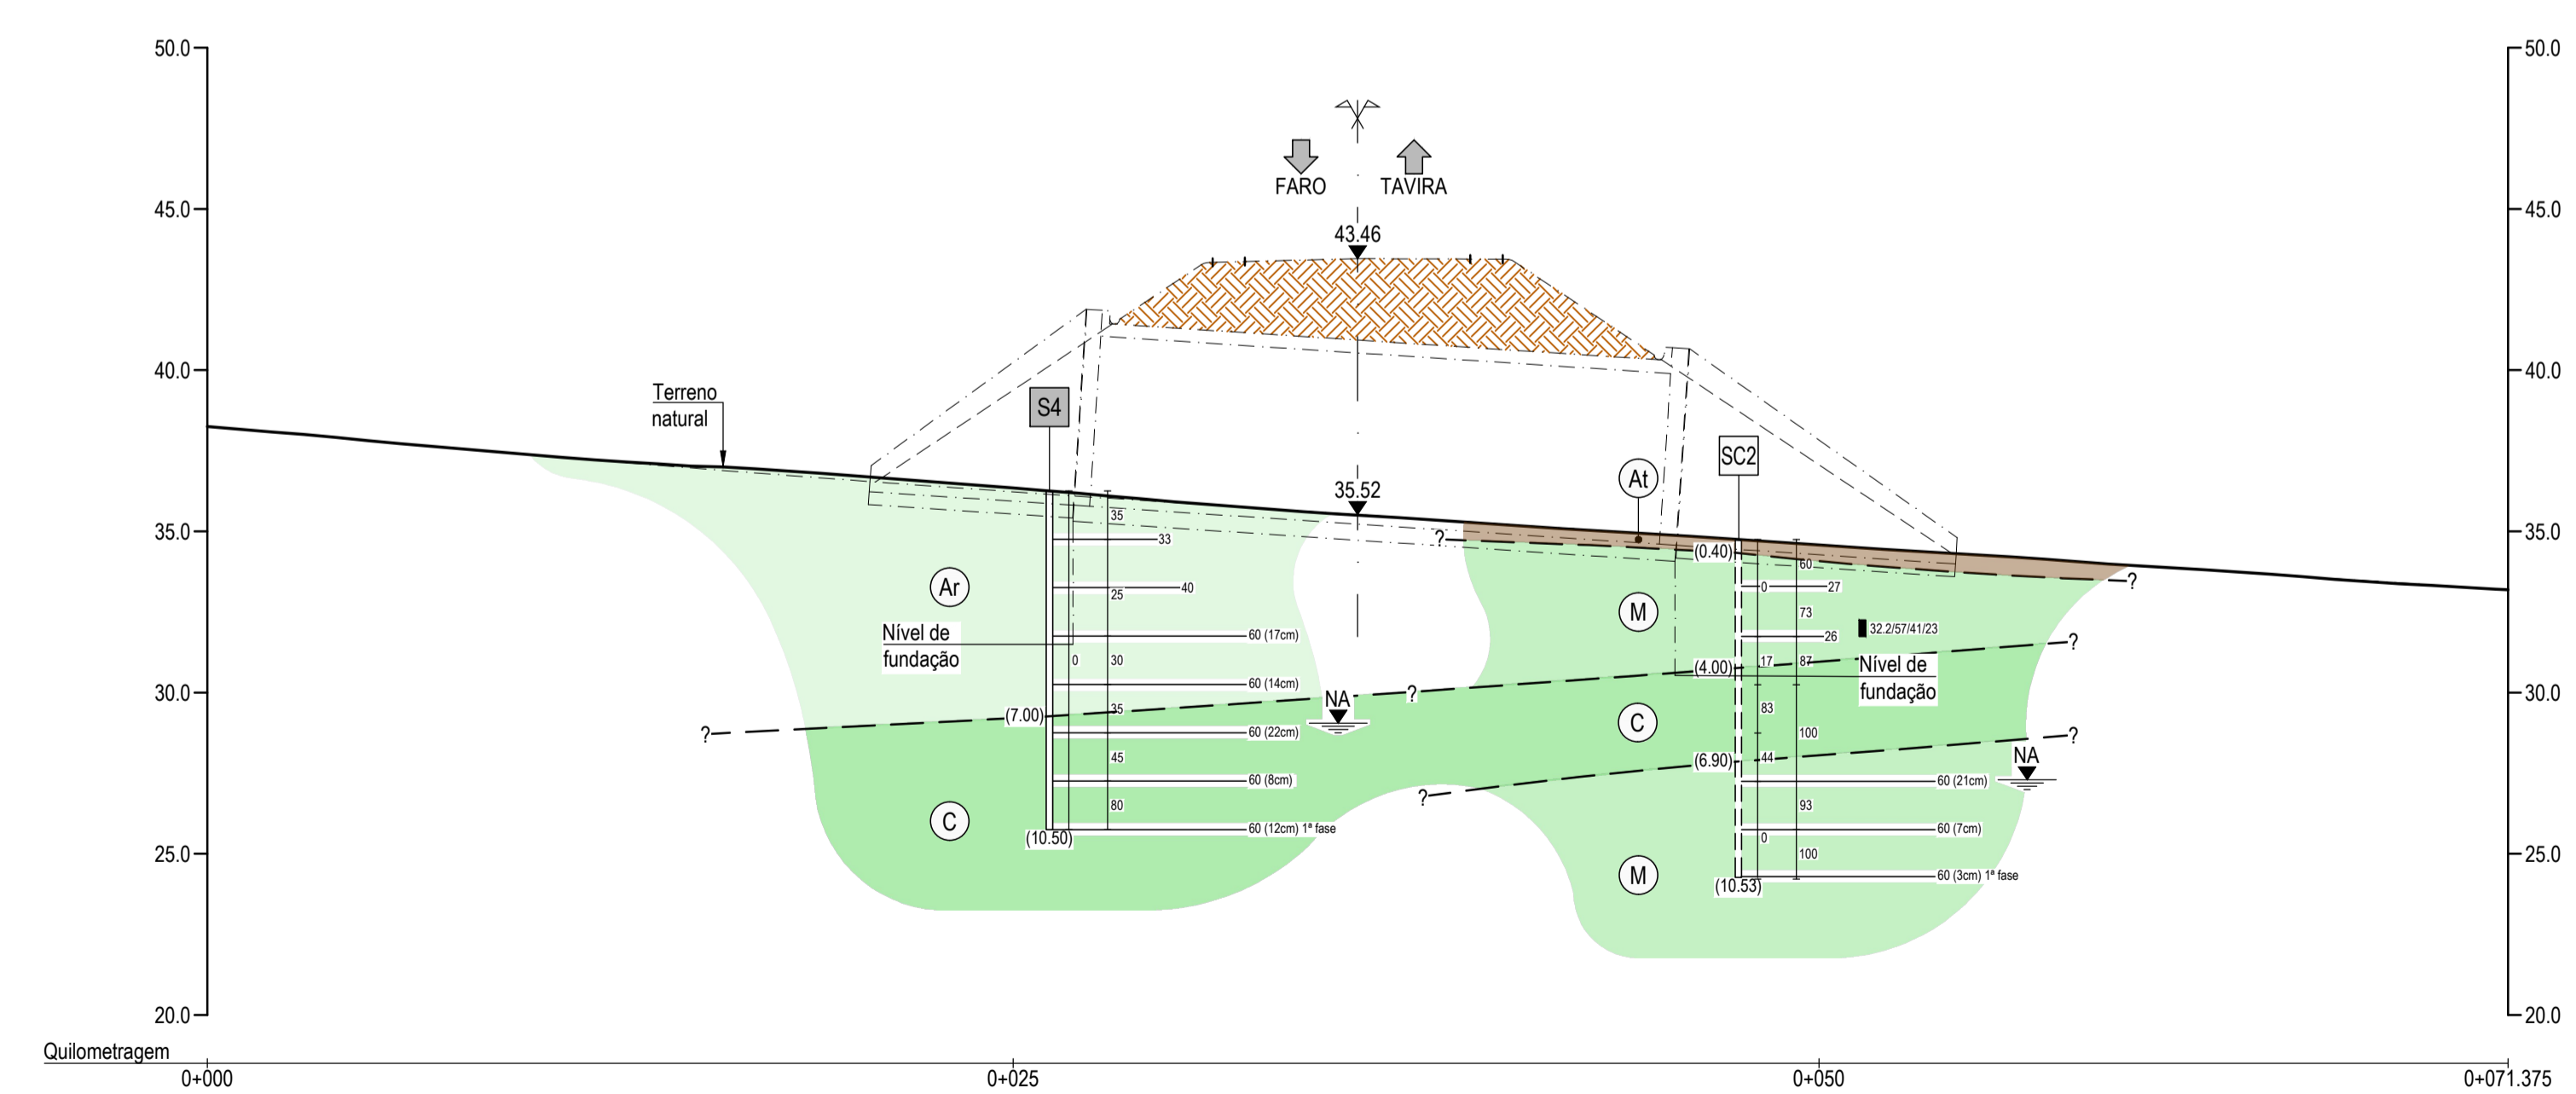 50.0
50.0
FARO
TAVIRA
45.0
45.0
43.46
40.0
40.0
Terreno
natural
S4
SC2
At
35.52
35.0
35.0
35
33
?
(0.40)
60
?
Ar
25
40
M
0
27
73
26
32.2/57/41/23
Nível de
fundação
60 (17cm)
0
30
?
(4.00)
17
87
Nível de
fundação
30.0
30.0
60 (14cm)
NA
?
(7.00)
35
C
83
?
60 (22cm)
100
?
45
(6.90)
44
NA
60 (8cm)
60 (21cm)
?
80
93
C
60 (12cm) 1ª fase
60 (7cm)
(10.50)
0
25.0
25.0
100
M
60 (3cm) 1ª fase
(10.53)
20.0
20.0
Quilometragem
0+000
0+025
0+050
0+071.375